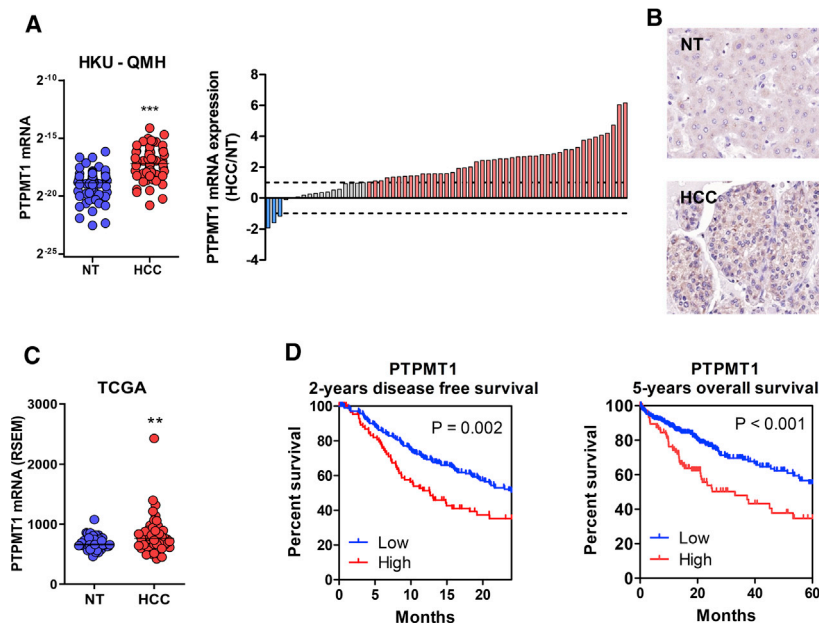 A
HKU - QMH
PTPMT1 mRNA
2-10
2-15
2-20
2-25
***
NT
HCC
PTPMT1 mRNA expression
(HCC/NT)
8
6
4
2
0
-2
-4
B
NT
HCC
C
TCGA
PTPMT1 mRNA (RSEM)
3000
2000
1000
0
**
NT
HCC
D
PTPMT1
2-years disease free survival
Percent survival
100
80
60
40
20
0
P = 0.002
Low
High
0
5
10
15
20
Months
PTPMT1
5-years overall survival
Percent survival
100
80
60
40
20
0
P < 0.001
Low
High
0
20
40
60
Months